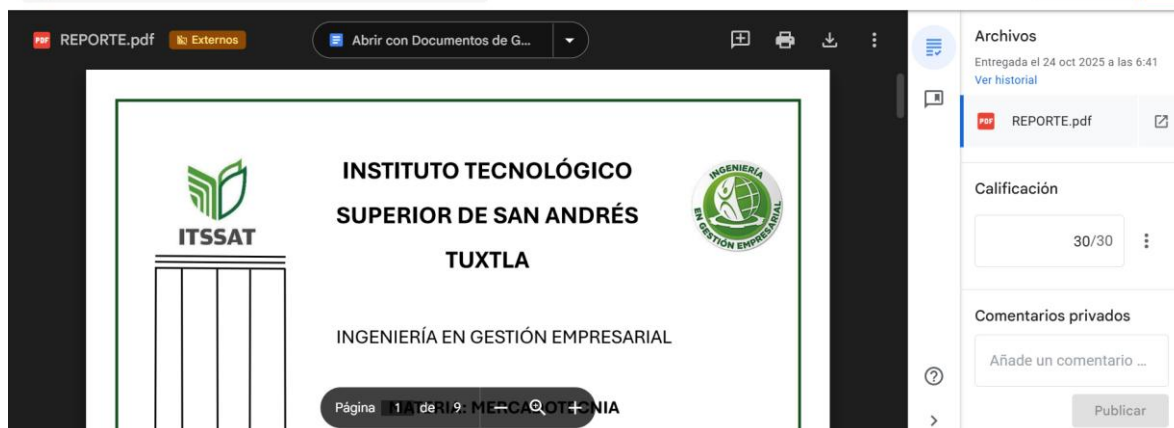 REPORTE.pdf
Externos
Abrir con Documentos de G...
INSTITUTO TECNOLÓGICO
SUPERIOR DE SAN ANDRÉS
TUXTLA
ITSSAT
INGENIERÍA
EN GESTIÓN EMPRESARIAL
INGENIERÍA EN GESTIÓN EMPRESARIAL
MATERIA: MERCADOTECNIA
Página 1 de 9
Archivos
Entregada el 24 oct 2025 a las 6:41
Ver historial
REPORTE.pdf
Calificación
30/30
Comentarios privados
Añade un comentario ...
Publicar